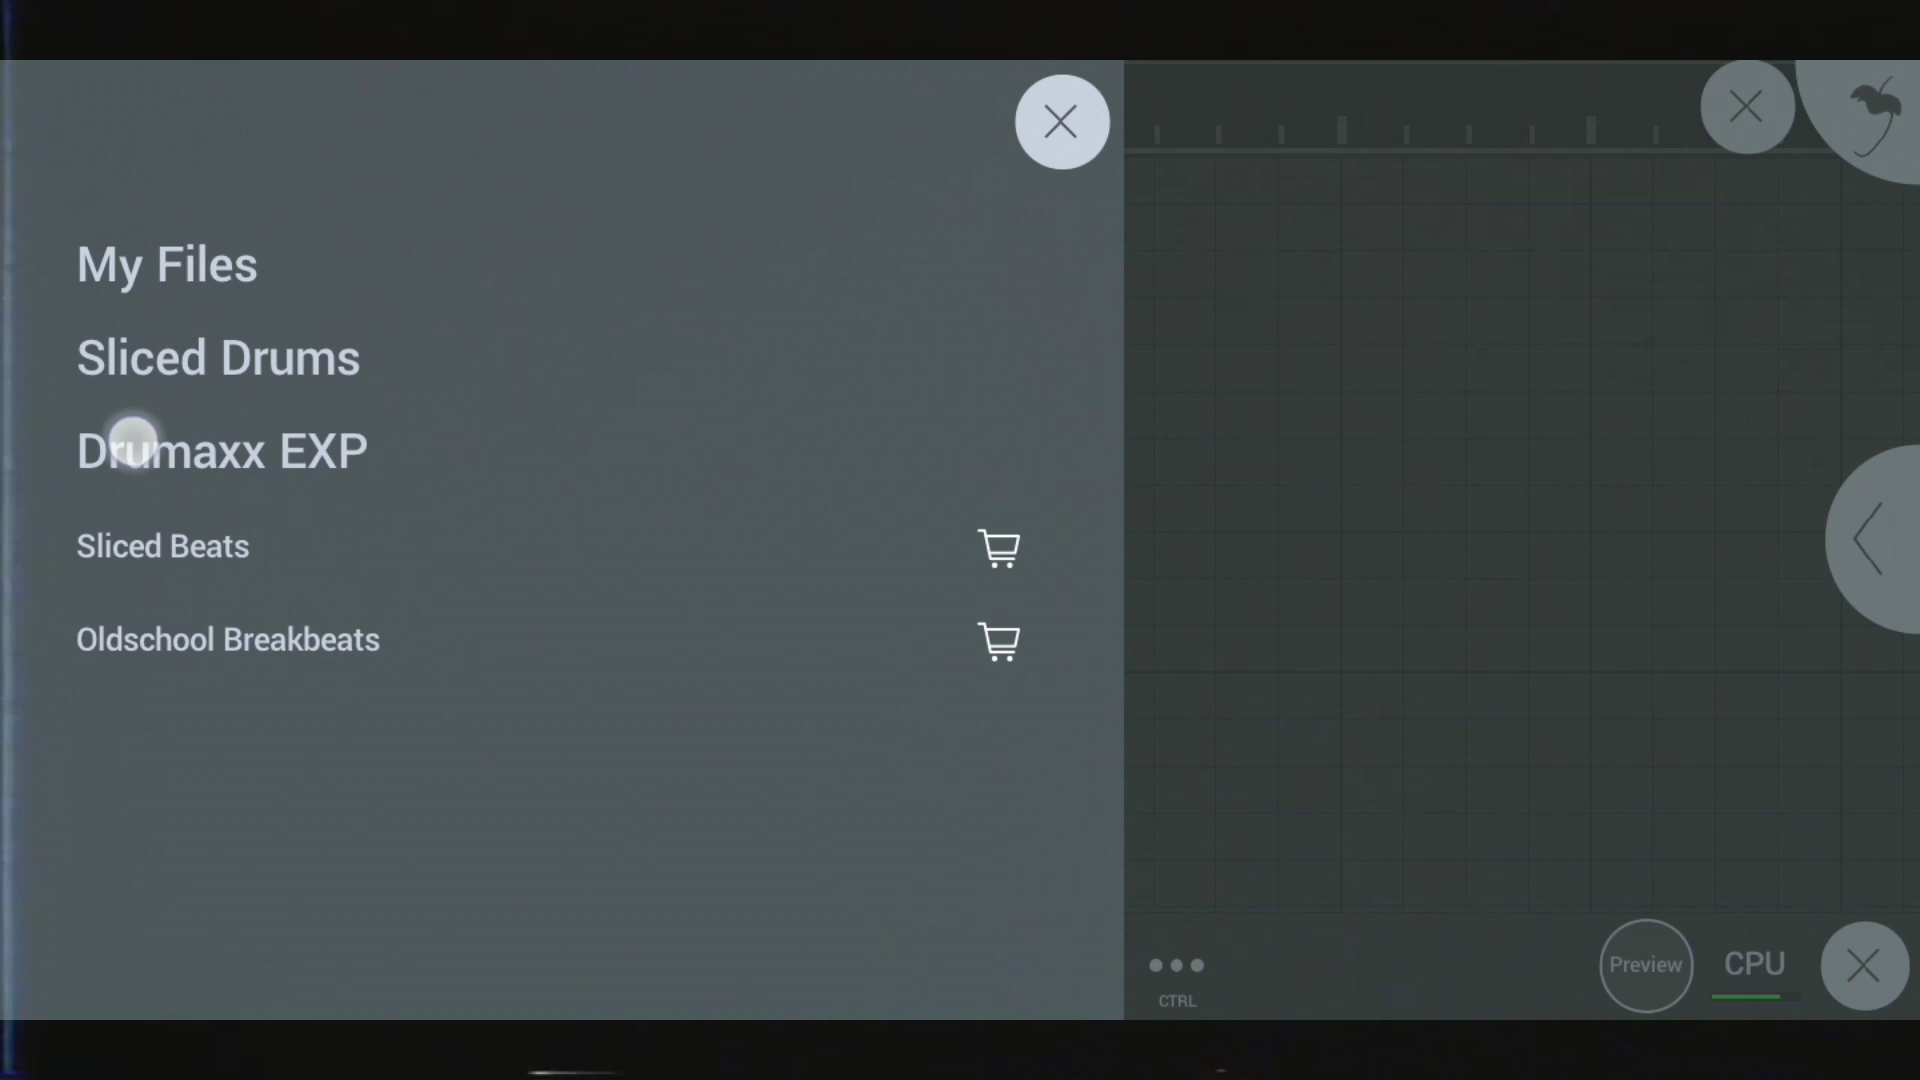 My Files
Sliced Drums
Drumaxx EXP
Sliced Beats
Oldschool Breakbeats
CTRL
Preview
CPU